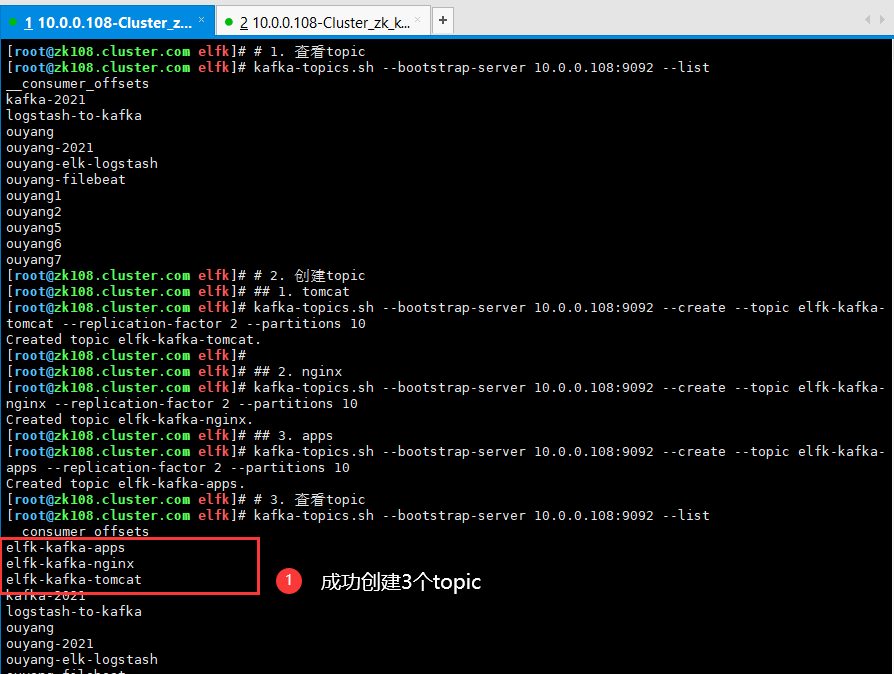 1 10.0.0.108-Cluster_z... ×
2 10.0.0.108-Cluster_zk_k... ×
+
[root@zk108.cluster.com elfk]# # 1. 查看topic
[root@zk108.cluster.com elfk]# kafka-topics.sh --bootstrap-server 10.0.0.108:9092 --list
__consumer_offsets
kafka-2021
logstash-to-kafka
ouyang
ouyang-2021
ouyang-elk-logstash
ouyang-filebeat
ouyang1
ouyang2
ouyang5
ouyang6
ouyang7
[root@zk108.cluster.com elfk]# # 2. 创建topic
[root@zk108.cluster.com elfk]# ## 1. tomcat
[root@zk108.cluster.com elfk]# kafka-topics.sh --bootstrap-server 10.0.0.108:9092 --create --topic elfk-kafka-
tomcat --replication-factor 2 --partitions 10
Created topic elfk-kafka-tomcat.
[root@zk108.cluster.com elfk]#
[root@zk108.cluster.com elfk]# ## 2. nginx
[root@zk108.cluster.com elfk]# kafka-topics.sh --bootstrap-server 10.0.0.108:9092 --create --topic elfk-kafka-
nginx --replication-factor 2 --partitions 10
Created topic elfk-kafka-nginx.
[root@zk108.cluster.com elfk]# ## 3. apps
[root@zk108.cluster.com elfk]# kafka-topics.sh --bootstrap-server 10.0.0.108:9092 --create --topic elfk-kafka-
apps --replication-factor 2 --partitions 10
Created topic elfk-kafka-apps.
[root@zk108.cluster.com elfk]# # 3. 查看topic
[root@zk108.cluster.com elfk]# kafka-topics.sh --bootstrap-server 10.0.0.108:9092 --list
__consumer_offsets
elfk-kafka-apps
elfk-kafka-nginx
elfk-kafka-tomcat
1 成功创建3个topic
kafka-2021
logstash-to-kafka
ouyang
ouyang-2021
ouyang-elk-logstash
ouyang-filebeat